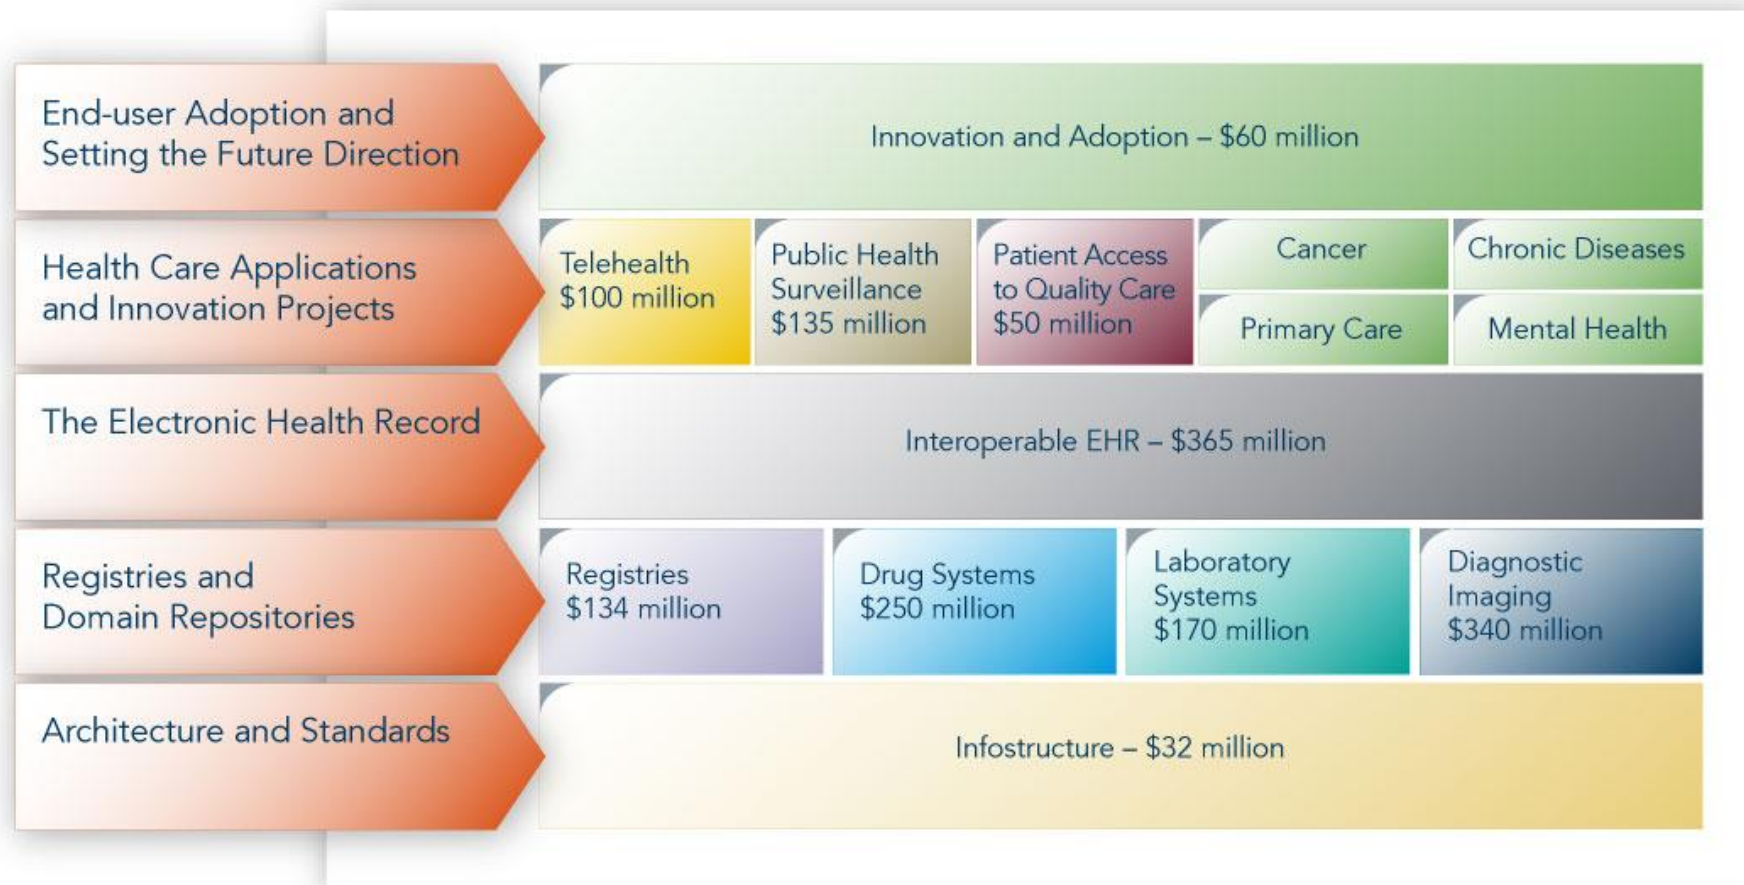 End-user Adoption and
Setting the Future Direction
Innovation and Adoption – $60 million
Health Care Applications
and Innovation Projects
Telehealth
$100 million
Public Health
Surveillance
$135 million
Patient Access
to Quality Care
$50 million
Cancer
Chronic Diseases
Primary Care
Mental Health
The Electronic Health Record
Interoperable EHR – $365 million
Registries and
Domain Repositories
Registries
$134 million
Drug Systems
$250 million
Laboratory
Systems
$170 million
Diagnostic
Imaging
$340 million
Architecture and Standards
Infostructure – $32 million